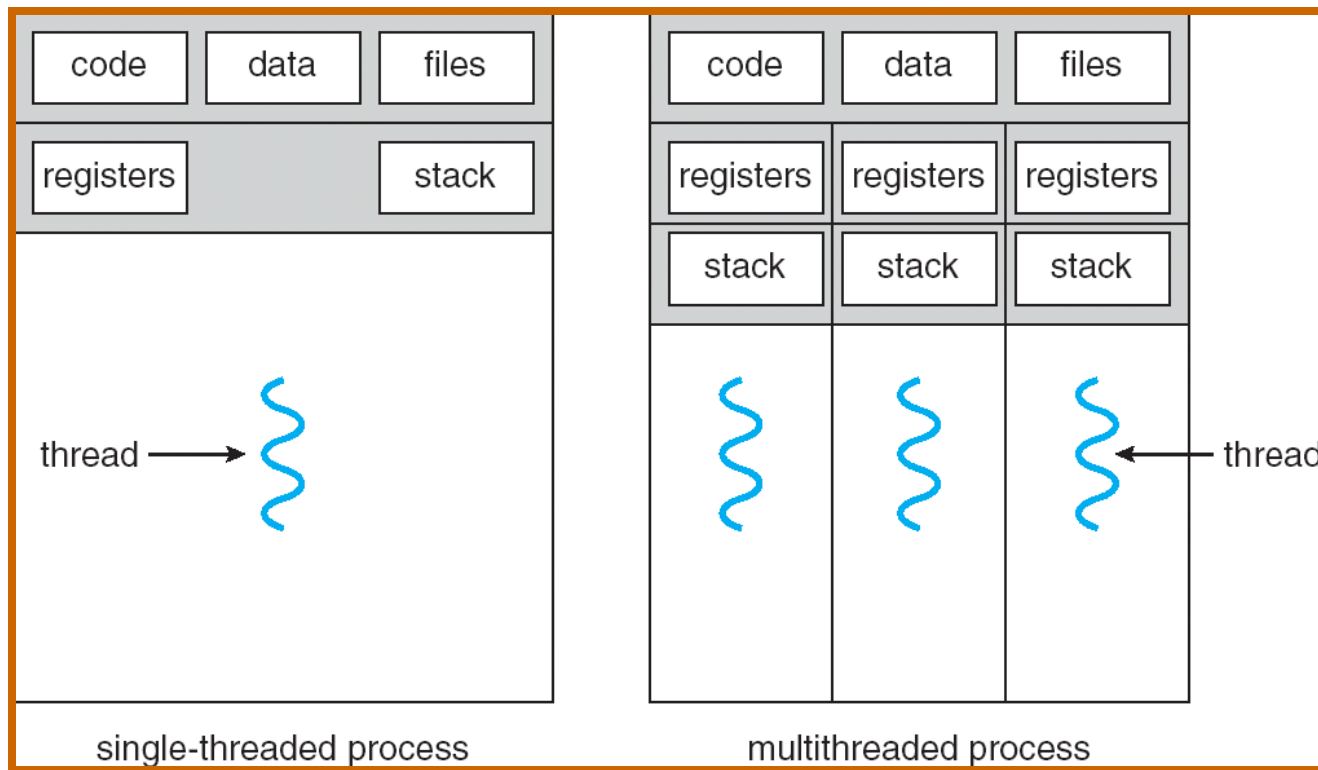 code data files
registers stack
thread
single-threaded process
code data files
registers registers registers
stack stack stack
thread
multithreaded process